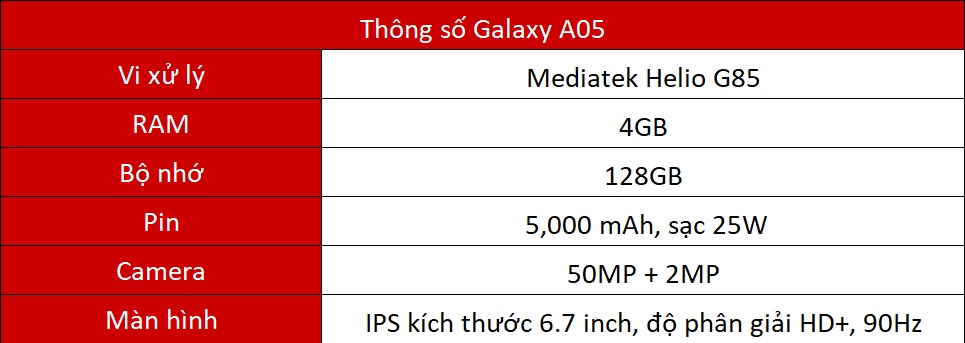 Thông số Galaxy A05
Vi xử lý
Mediatek Helio G85
RAM
4GB
Bộ nhớ
128GB
Pin
5,000 mAh, sạc 25W
Camera
50MP + 2MP
Màn hình
IPS kích thước 6.7 inch, độ phân giải HD+, 90Hz